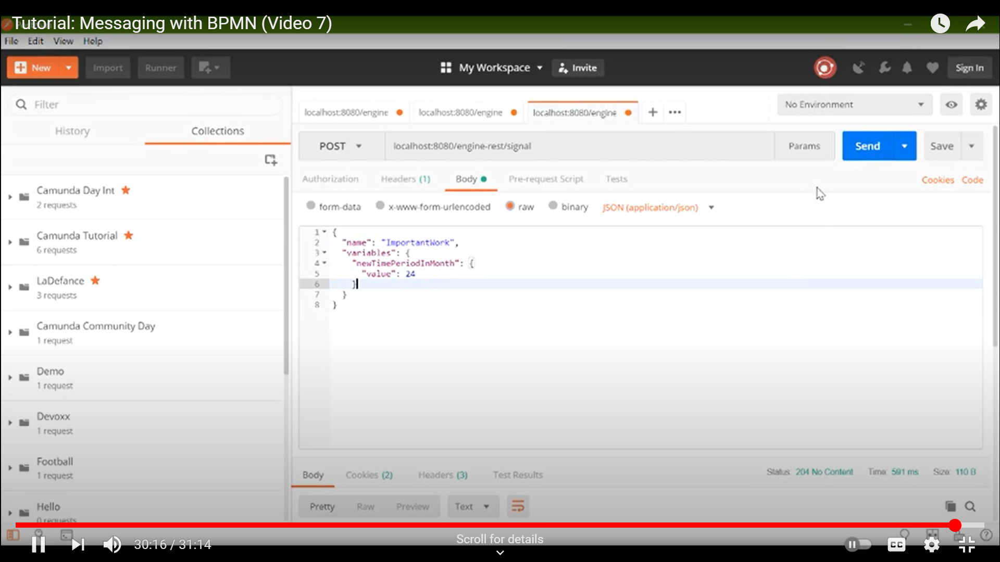 Tutorial: Messaging with BPMN (Video 7)
File Edit View Help
New Import Runner My Workspace Invite Sign In
Filter
History Collections
Camunda Day Int
2 requests
Camunda Tutorial
6 requests
LaDefance
3 requests
Camunda Community Day
1 request
Demo
1 request
Devoxx
1 request
Football
1 request
Hello
0 requests
localhost:8080/engine localhost:8080/engine localhost:8080/engine + ••• No Environment
POST localhost:8080/engine-rest/signal Params Send Save
Authorization Headers (1) Body Pre-request Script Tests Cookies Code
form-data x-www-form-urlencoded raw binary JSON (application/json)
1 {
2 "name": "ImportantWork",
3 "variables": {
4 "newTimePeriodInMonth": {
5 "value": 24
6 }
7 }
8 }
Body Cookies (2) Headers (3) Test Results Status: 204 No Content Time: 591 ms Size: 110 B
Pretty Raw Preview Text
30:16 / 31:14 Scroll for details CC